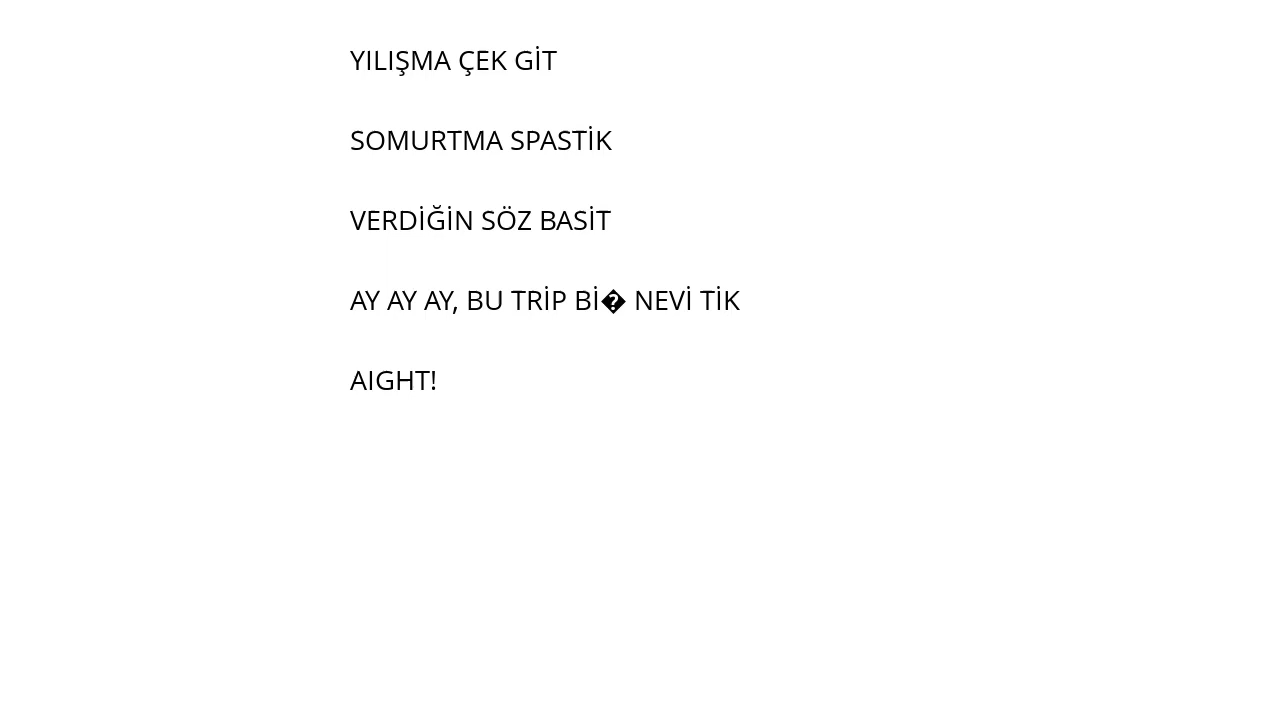 YILIŞMA ÇEK GİT
SOMURTMA SPASTİK
VERDİĞİN SÖZ BASİT
AY AY AY, BU TRİP Bİ� NEVİ TİK
AIGHT!